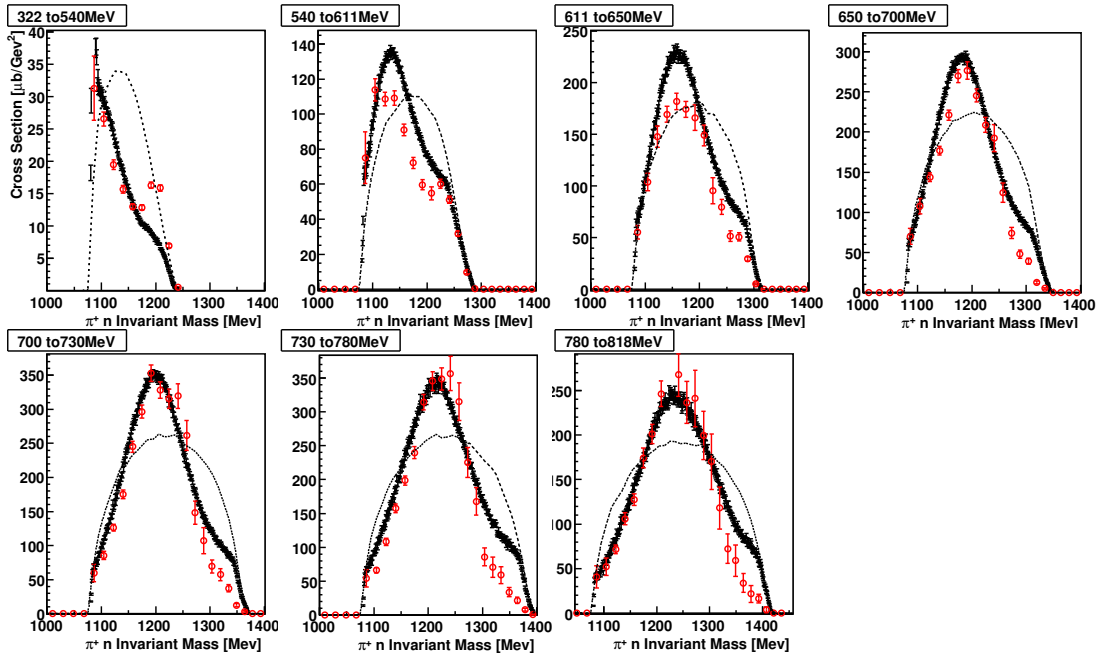 322 to540MeV
540 to611MeV
611 to650MeV
650 to700MeV
Cross Section [μb/Gev²]
40
35
30
25
20
15
10
5
140
120
100
80
60
40
20
0
250
200
150
100
50
0
300
250
200
150
100
50
0
1000 1100 1200 1300 1400
1000 1100 1200 1300 1400
1000 1100 1200 1300 1400
1000 1100 1200 1300 1400
π⁺ n Invariant Mass [Mev]
π⁺ n Invariant Mass [Mev]
π⁺ n Invariant Mass [Mev]
π⁺ n Invariant Mass [Mev]
700 to730MeV
730 to780MeV
780 to818MeV
350
300
250
200
150
100
50
0
350
300
250
200
150
100
50
0
250
200
150
100
50
0
1000 1100 1200 1300 1400
1000 1100 1200 1300 1400
1100 1200 1300 1400
π⁺ n Invariant Mass [Mev]
π⁺ n Invariant Mass [Mev]
π⁺ n Invariant Mass [Mev]